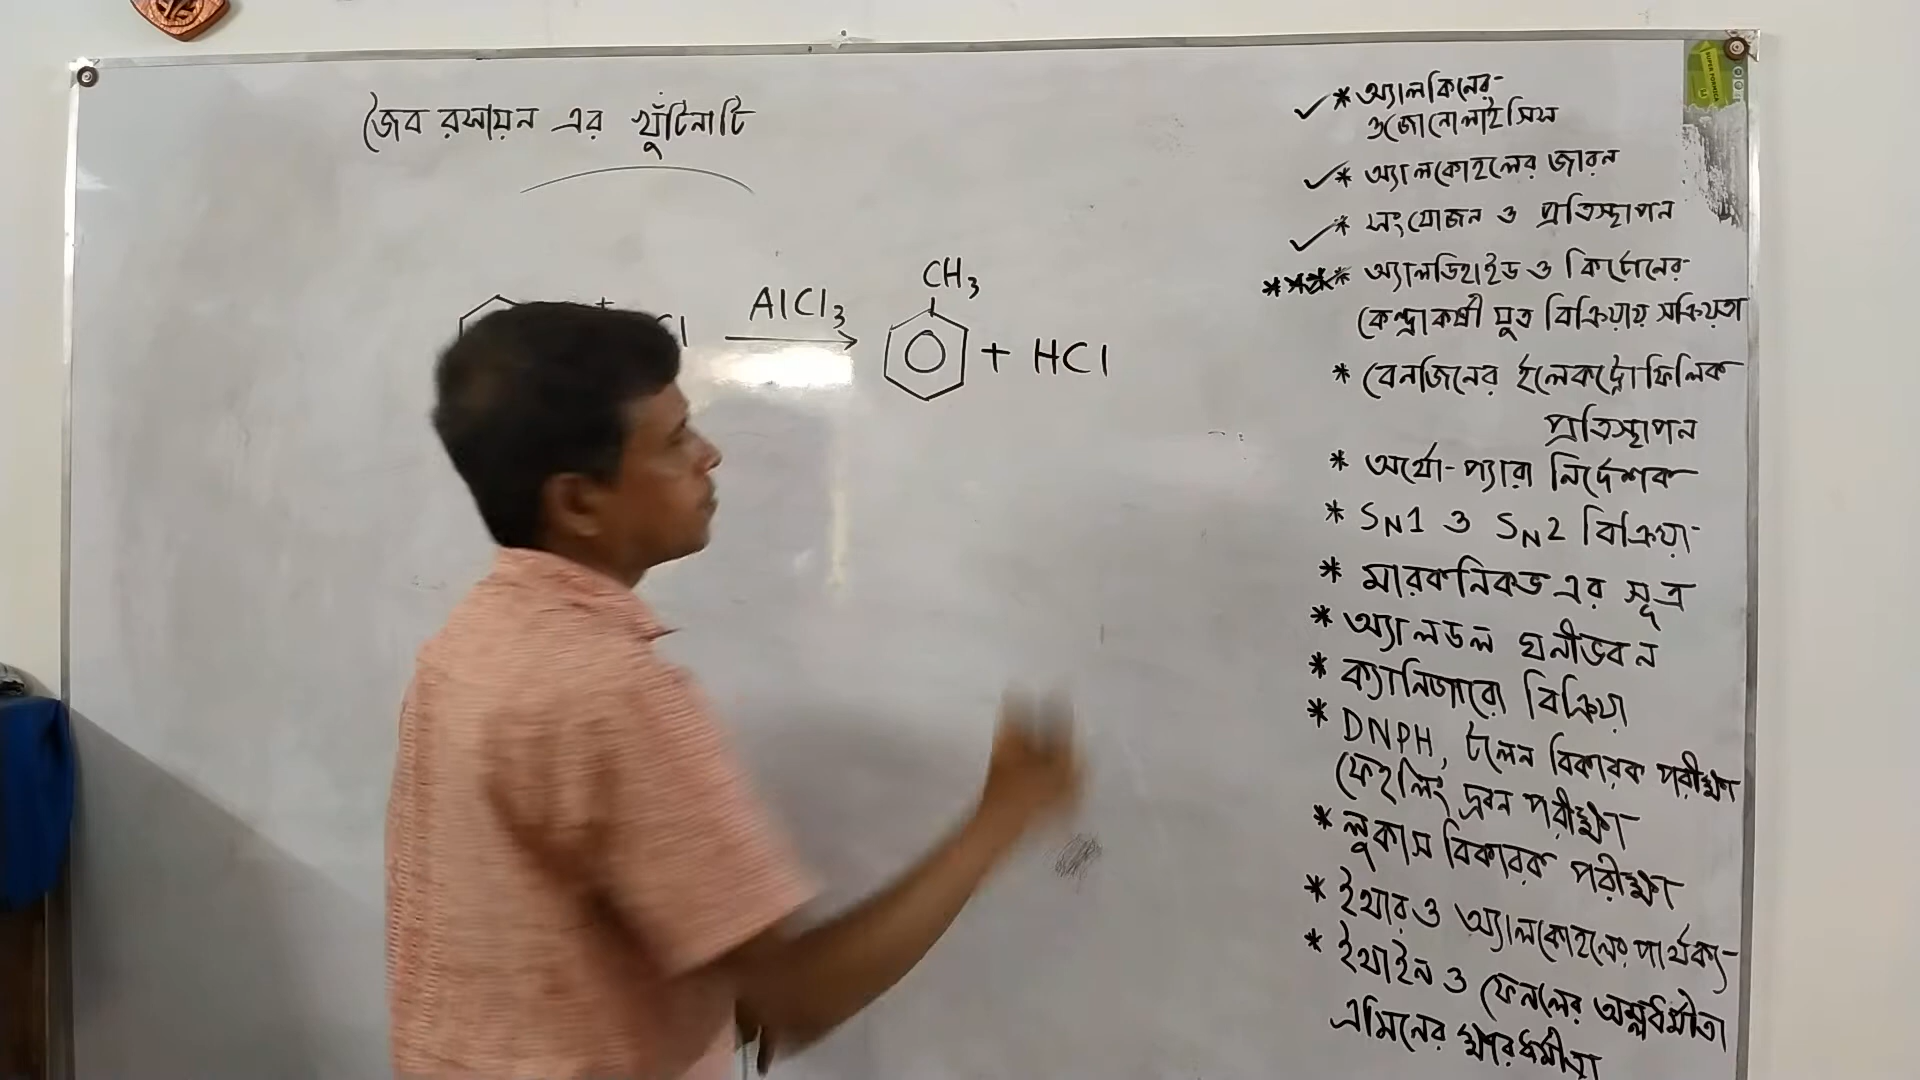 জৈব রসায়ন এর খুঁটিনাটি
+ Cl AlCl3 → CH3 + HCl
✓ * অ্যালকিনের
ওজোনোলাইসিস
✓ * অ্যালকোহলের জারন
✓ * সংযোজন ও প্রতিস্থাপন
**** অ্যালডিহাইড ও কিটোনের
কেন্দ্রাকর্ষী যুত বিক্রিয়ায় সক্রিয়তা
* বেনজিনের ইলেকট্রোফিলিক
প্রতিস্থাপন
* অর্থো-প্যারা নির্দেশক
* SN1 ও SN2 বিক্রিয়া
* মারকনিকভ এর সূত্র
* অ্যালডল ঘনীভবন
* ক্যানিজারো বিক্রিয়া
* DNPH, টলেন বিকারক পরীক্ষা
ফেহলিং দ্রবন পরীক্ষা
* লুকাস বিকারক পরীক্ষা
* ইথার ও অ্যালকোহলের পার্থক্য
* ইথাইন ও ফেনলের অম্লধর্মীতা
এমিনের ক্ষারধর্মীতা